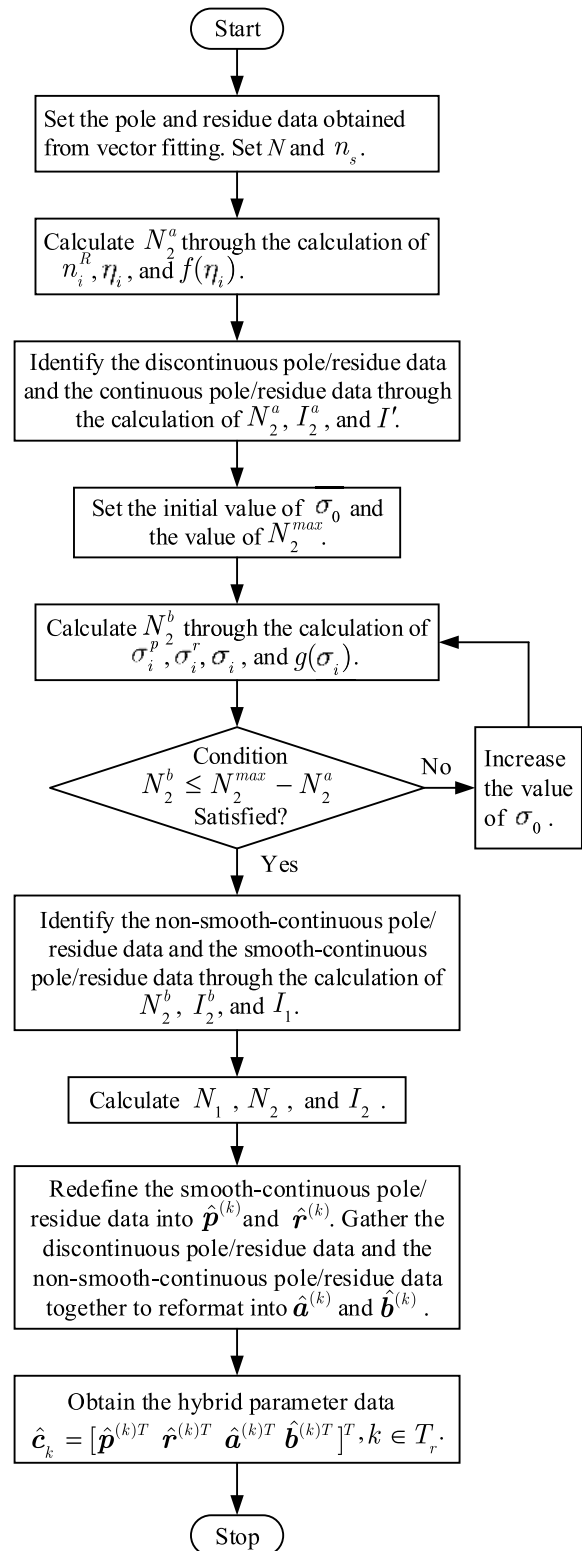 Start
Set the pole and residue data obtained
from vector fitting. Set N and n_s.
Calculate N_2^a through the calculation of
n_i^R, η_i, and f(η_i).
Identify the discontinuous pole/residue data
and the continuous pole/residue data through
the calculation of N_2^a, I_2^a, and I′.
Set the initial value of σ_0 and
the value of N_2^{max}.
Calculate N_2^b through the calculation of
σ_i^p, σ_i^r, σ_i, and g(σ_i).
Condition
N_2^b ≤ N_2^{max} − N_2^a
Satisfied?
No
Increase
the value
of σ_0.
Yes
Identify the non-smooth-continuous pole/
residue data and the smooth-continuous
pole/residue data through the calculation of
N_2^b, I_2^b, and I_1.
Calculate N_1, N_2, and I_2.
Redefine the smooth-continuous pole/
residue data into p̂^{(k)} and r̂^{(k)}. Gather the
discontinuous pole/residue data and the
non-smooth-continuous pole/residue data
together to reformat into â^{(k)} and b̂^{(k)}.
Obtain the hybrid parameter data
ĉ_k = [p̂^{(k)T} r̂^{(k)T} â^{(k)T} b̂^{(k)T}]^T, k ∈ T_r.
Stop